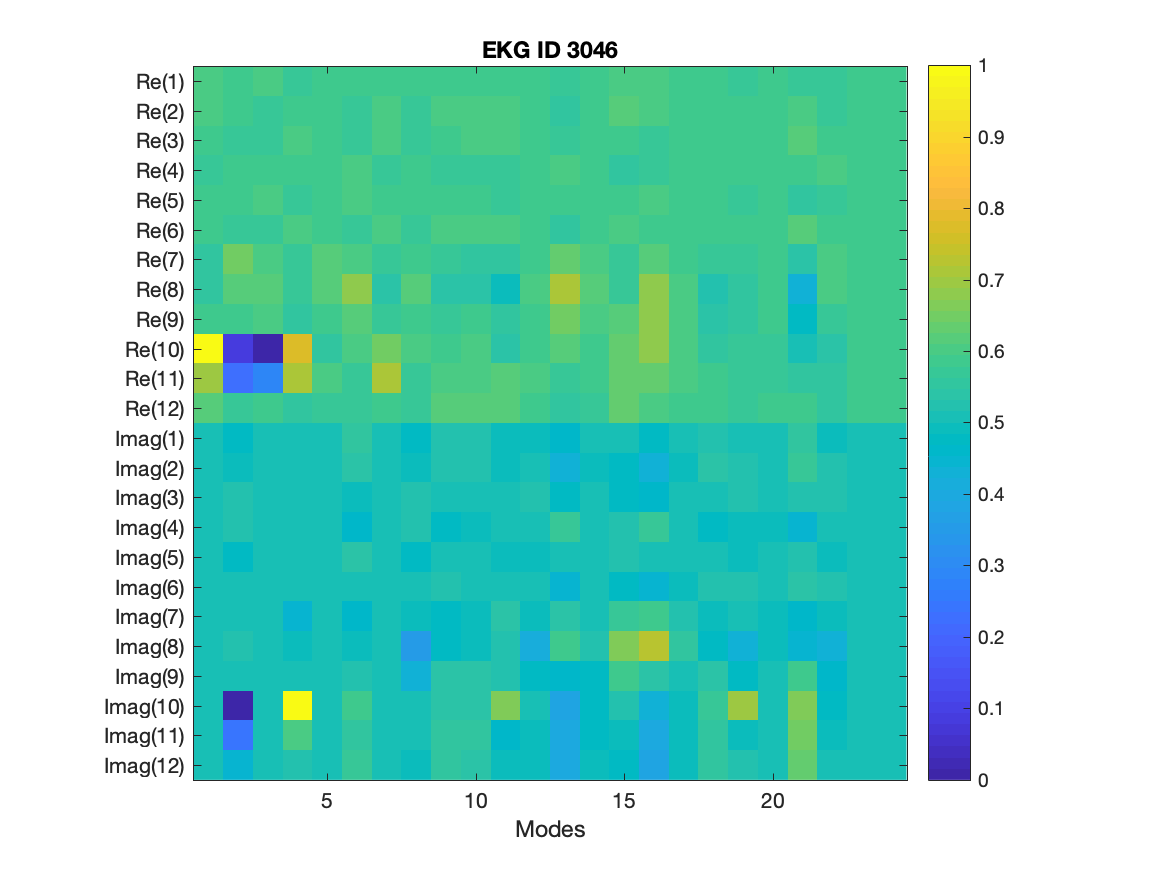 EKG ID 3046
Re(1)
Re(2)
Re(3)
Re(4)
Re(5)
Re(6)
Re(7)
Re(8)
Re(9)
Re(10)
Re(11)
Re(12)
Imag(1)
Imag(2)
Imag(3)
Imag(4)
Imag(5)
Imag(6)
Imag(7)
Imag(8)
Imag(9)
Imag(10)
Imag(11)
Imag(12)
5 10 15 20
Modes
1
0.9
0.8
0.7
0.6
0.5
0.4
0.3
0.2
0.1
0